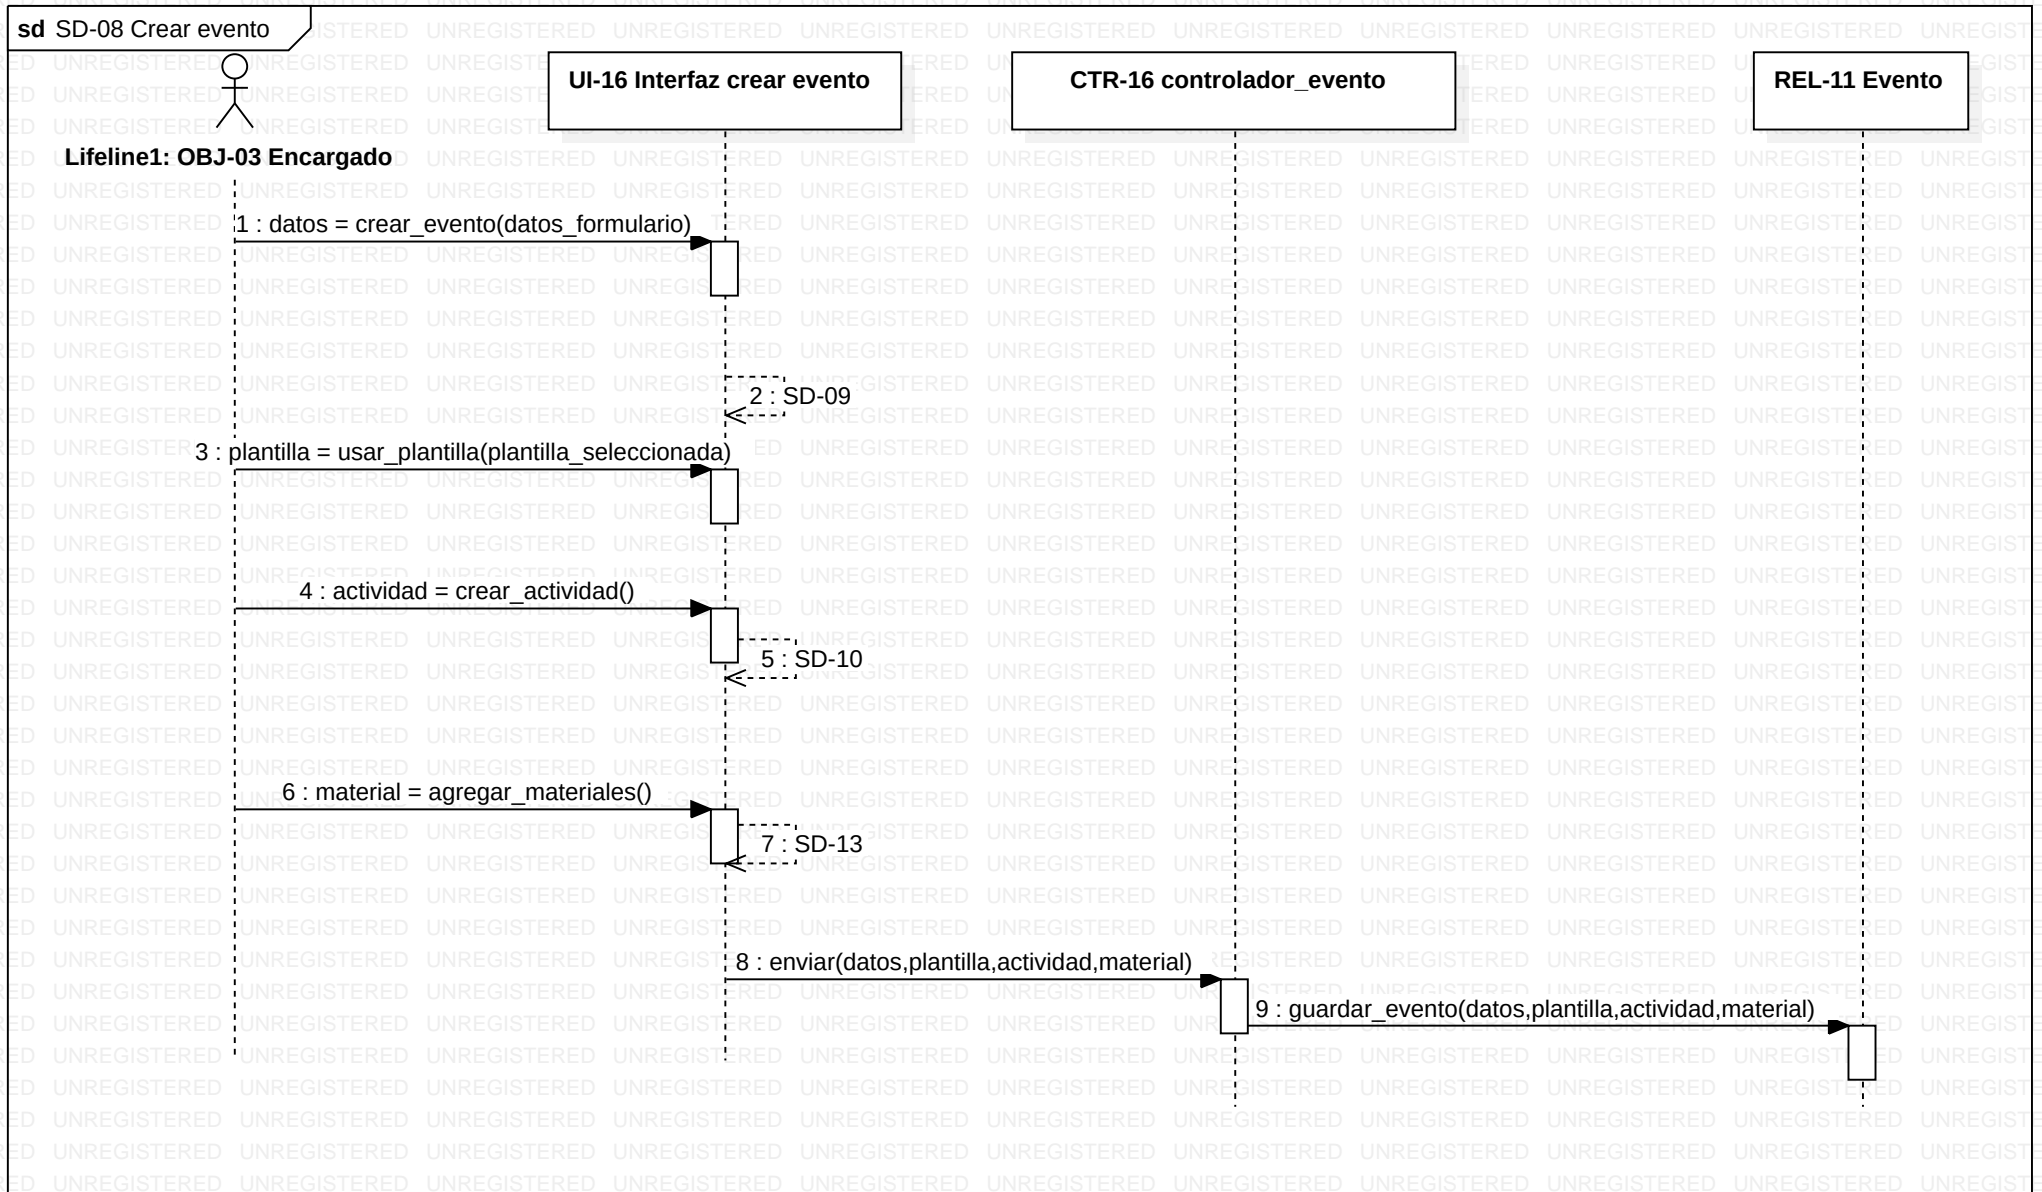 sd SD-08 Crear evento
UI-16 Interfaz crear evento
CTR-16 controlador_evento
REL-11 Evento
Lifeline1: OBJ-03 Encargado
1 : datos = crear_evento(datos_formulario)
2 : SD-09
3 : plantilla = usar_plantilla(plantilla_seleccionada)
4 : actividad = crear_actividad()
5 : SD-10
6 : material = agregar_materiales()
7 : SD-13
8 : enviar(datos,plantilla,actividad,material)
9 : guardar_evento(datos,plantilla,actividad,material)
UNREGISTERED